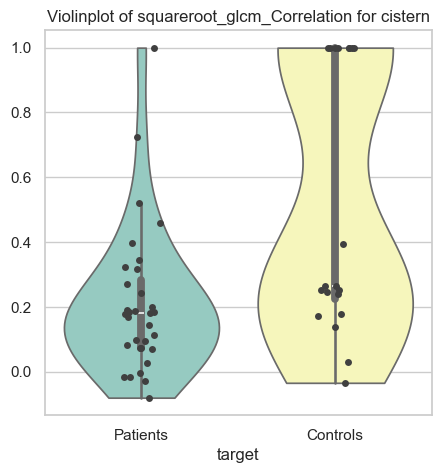 Violinplot of squareroot_glcm_Correlation for cistern
1.0
0.8
0.6
0.4
0.2
0.0
Patients
Controls
target